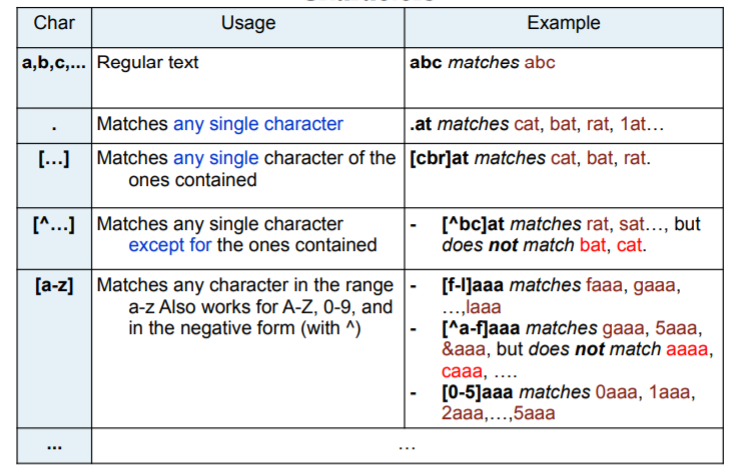 Char Usage Example
a,b,c,... Regular text abc matches abc
. Matches any single character .at matches cat, bat, rat, 1at…
[…] Matches any single character of the [cbr]at matches cat, bat, rat.
ones contained
[^…] Matches any single character - [^bc]at matches rat, sat…, but
except for the ones contained does not match bat, cat.
[a-z] Matches any character in the range - [f-l]aaa matches faaa, gaaa,
a-z Also works for A-Z, 0-9, and …,laaa
in the negative form (with ^) - [^a-f]aaa matches gaaa, 5aaa,
&aaa, but does not match aaaa,
caaa, ….
- [0-5]aaa matches 0aaa, 1aaa,
2aaa,…,5aaa
... …